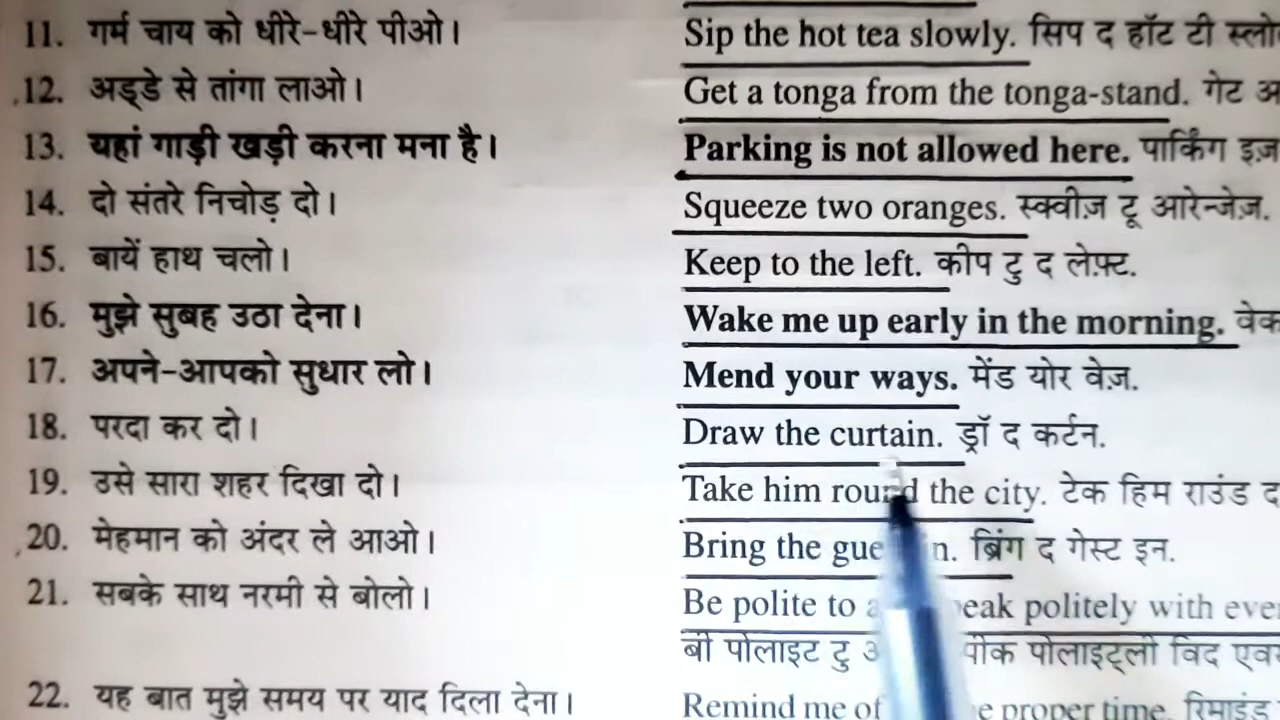 11. गर्म चाय को धीरे-धीरे पीओ। Sip the hot tea slowly. सिप द हॉट टी
12. अड्डे से तांगा लाओ। Get a tonga from the tonga-stand. गेट अ
13. यहां गाड़ी खड़ी करना मना है। Parking is not allowed here. पार्किंग इज़
14. दो संतरे निचोड़ दो। Squeeze two oranges. स्क्वीज़ टू आरेन्जेज़.
15. बायें हाथ चलो। Keep to the left. कीप टु द लेफ़्ट.
16. मुझे सुबह उठा देना। Wake me up early in the morning. वेक
17. अपने-आपको सुधार लो। Mend your ways. मेंड योर वेज़.
18. परदा कर दो। Draw the curtain. ड्रॉ द कर्टन.
19. उसे सारा शहर दिखा दो। Take him round the city. टेक हिम राउंड द
20. मेहमान को अंदर ले आओ। Bring the ब्रिंग द गेस्ट इन.
21. सबके साथ नरमी से बोलो। Be polite to politely with
बी पोलाइट टु पोलाइट्ली विद
22. यह बात मुझे समय पर याद दिला देना। Remind me of proper time. रिमाइंड